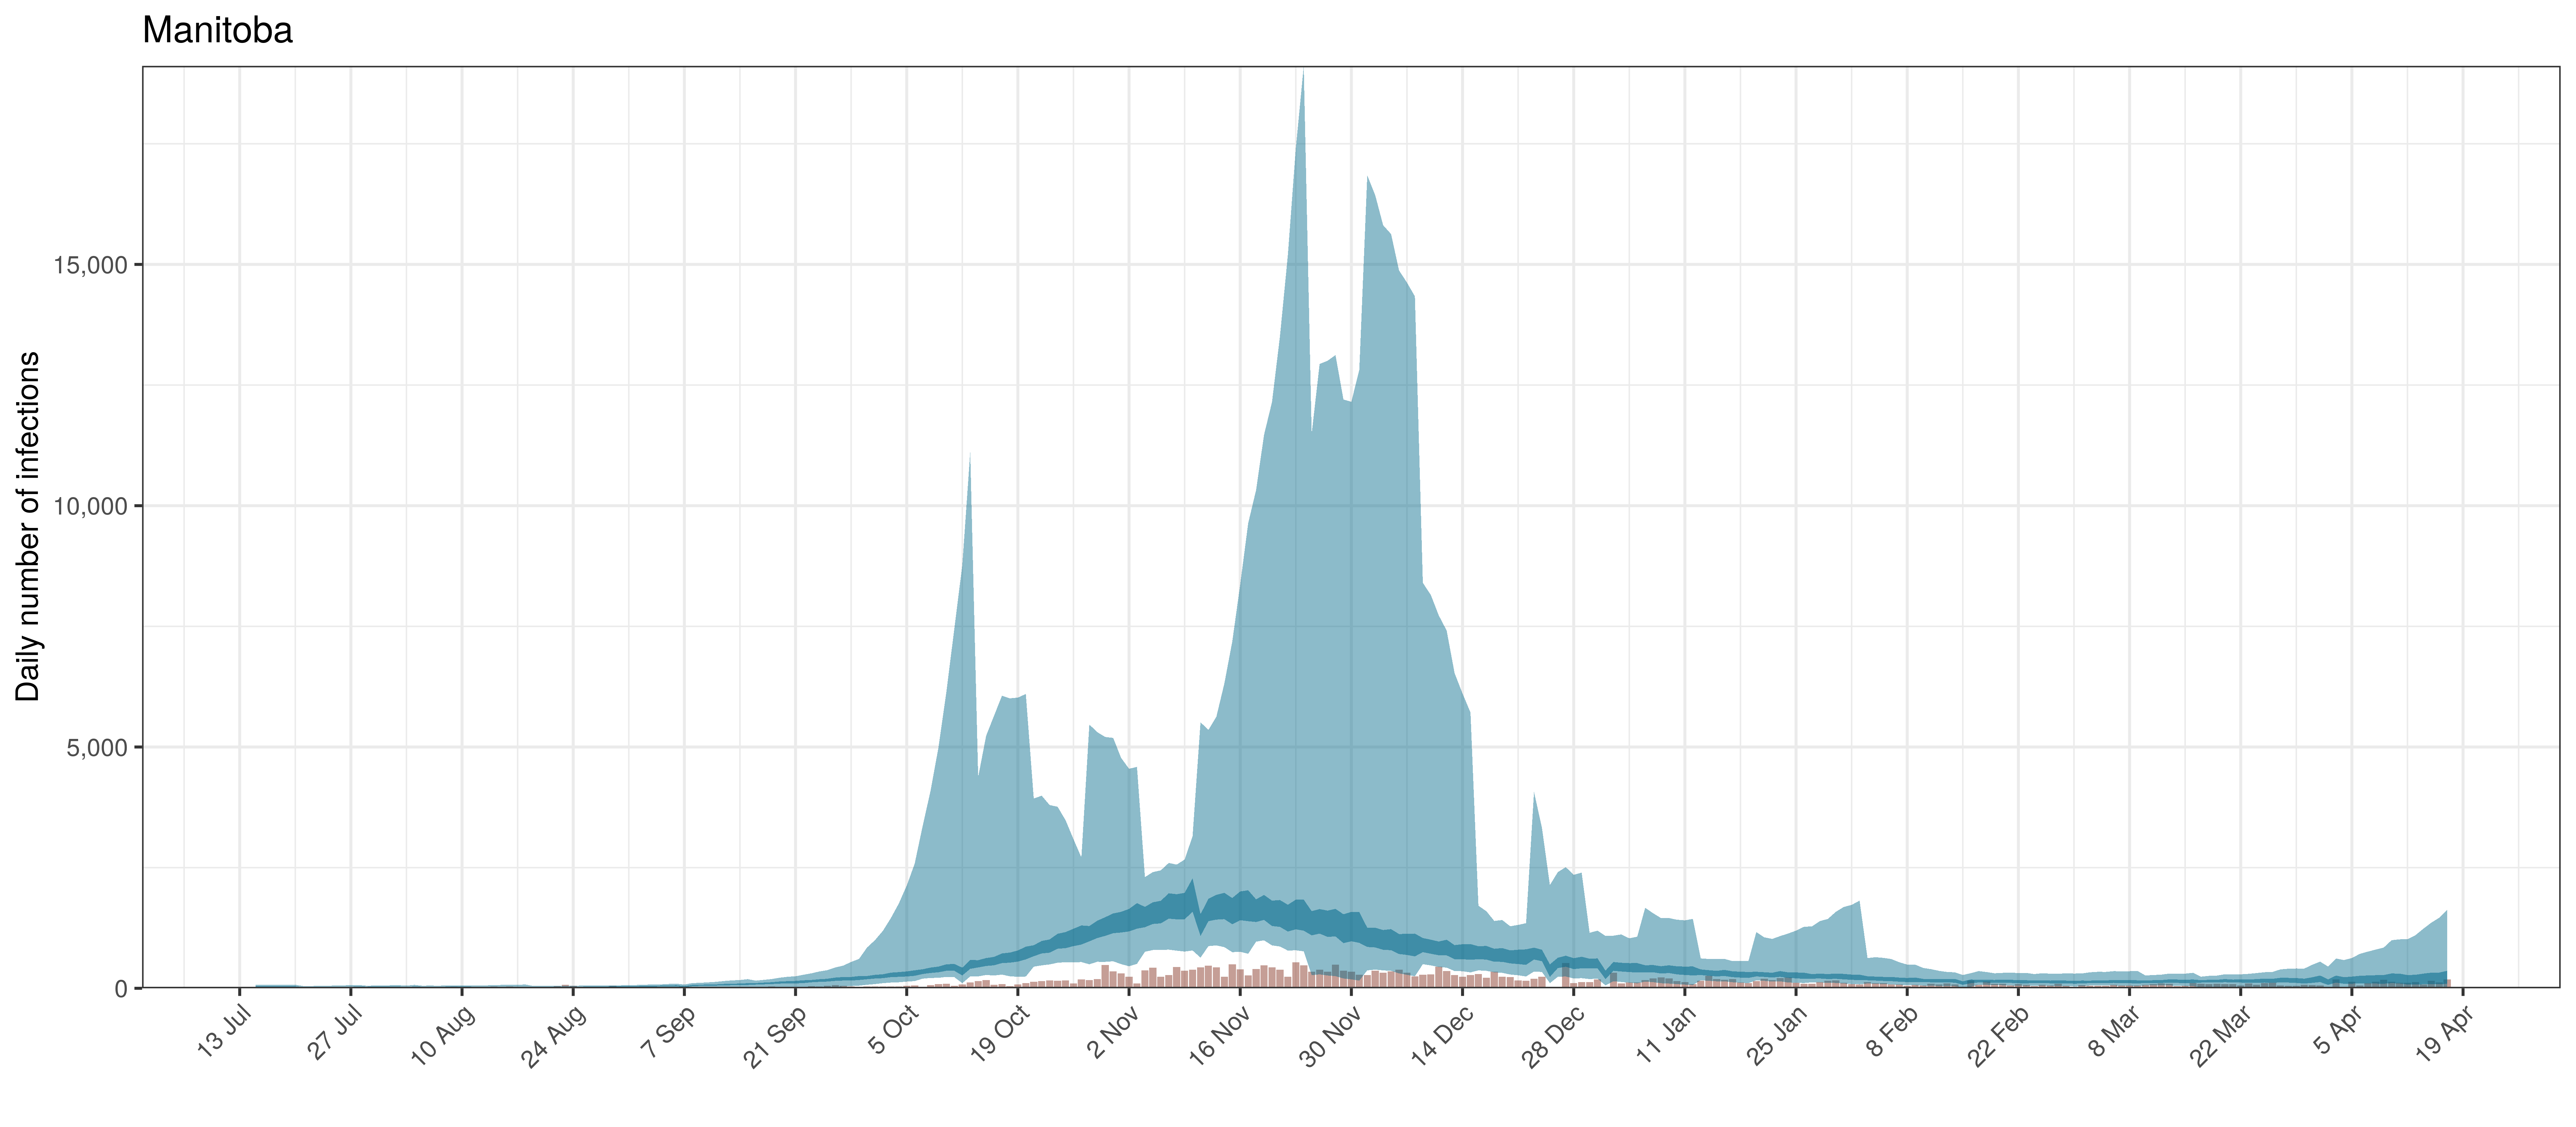 Manitoba
Daily number of infections
15,000
10,000
5,000
0
13 Jul
27 Jul
10 Aug
24 Aug
7 Sep
21 Sep
5 Oct
19 Oct
2 Nov
16 Nov
30 Nov
14 Dec
28 Dec
11 Jan
25 Jan
8 Feb
22 Feb
8 Mar
22 Mar
5 Apr
19 Apr